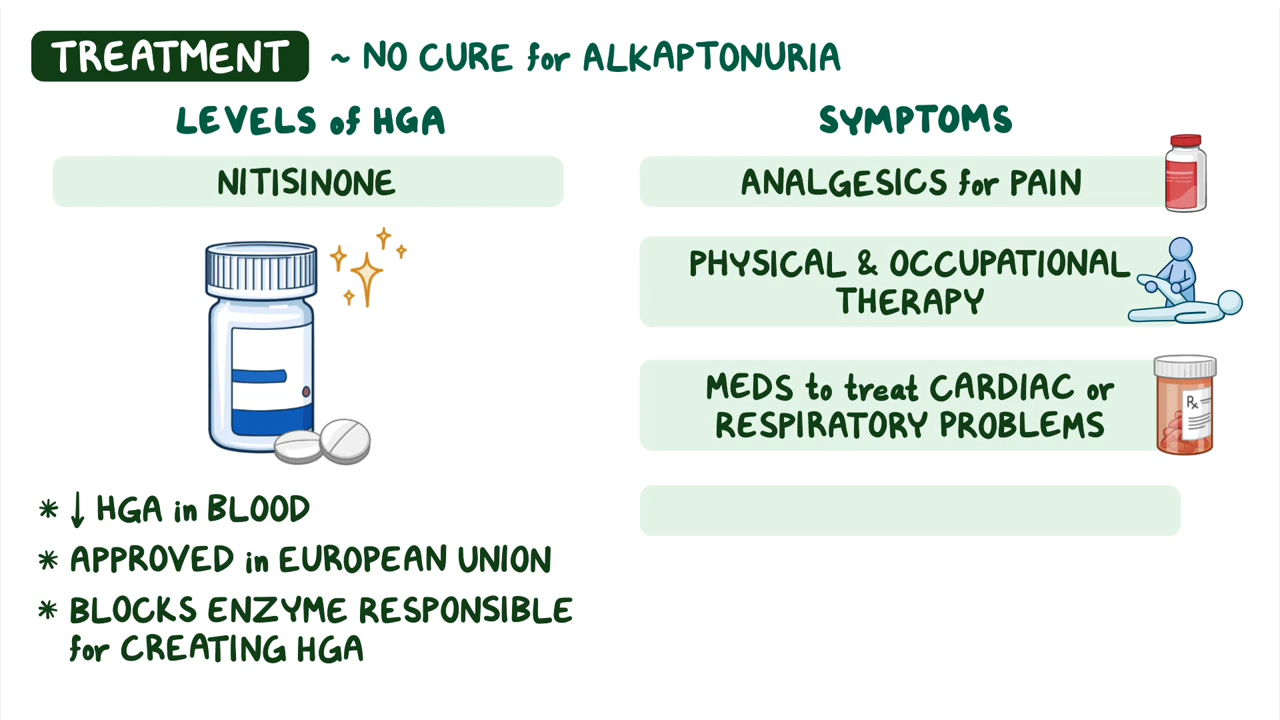 TREATMENT ~ NO CURE for ALKAPTONURIA
LEVELS of HGA
NITISINONE
* ↓ HGA in BLOOD
* APPROVED in EUROPEAN UNION
* BLOCKS ENZYME RESPONSIBLE
for CREATING HGA
SYMPTOMS
ANALGESICS for PAIN
PHYSICAL & OCCUPATIONAL
THERAPY
MEDS to treat CARDIAC or
RESPIRATORY PROBLEMS
Rx